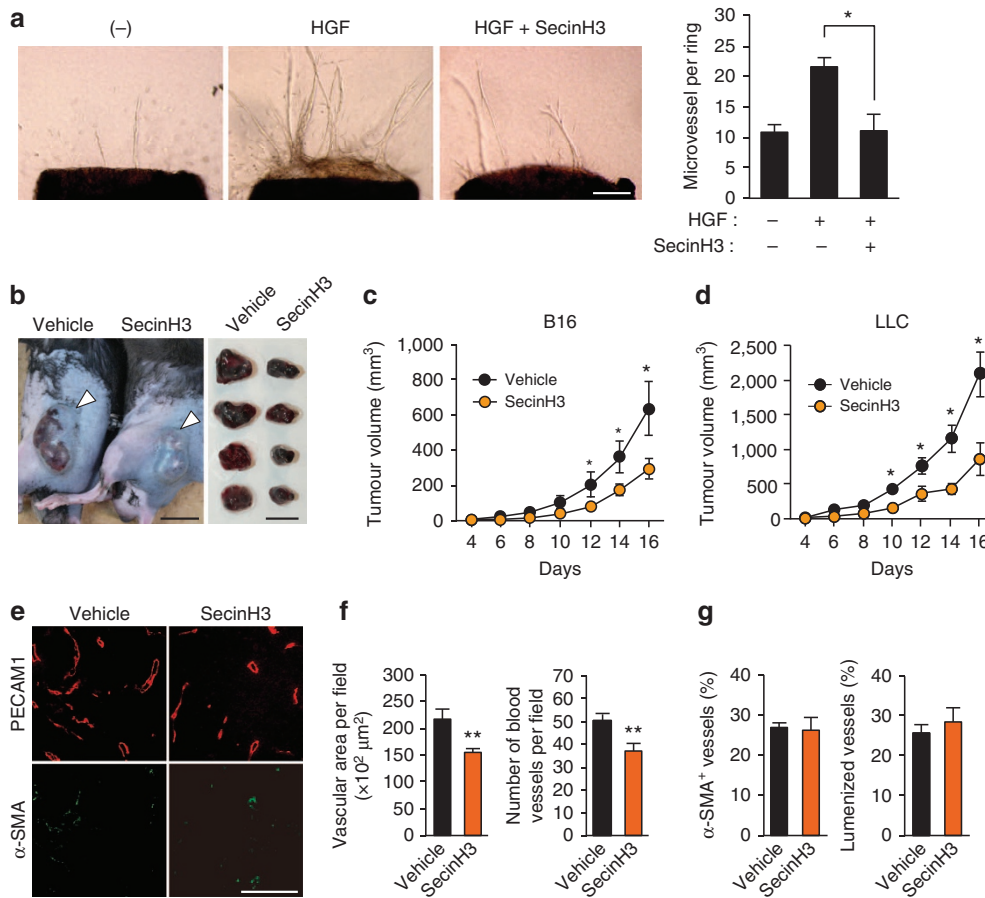 a
(–)
HGF
HGF + SecinH3
Microvessel per ring
30
25
20
15
10
5
0
*
HGF : – + +
SecinH3 : – – +
b
Vehicle
SecinH3
Vehicle
SecinH3
c
B16
Tumour volume (mm³)
1,000
800
600
400
200
0
Vehicle
SecinH3
*
*
*
4 6 8 10 12 14 16
Days
d
LLC
Tumour volume (mm³)
2,500
2,000
1,500
1,000
500
0
Vehicle
SecinH3
*
*
*
*
4 6 8 10 12 14 16
Days
e
Vehicle
SecinH3
PECAM1
α-SMA
f
Vascular area per field
(×10² μm²)
300
250
200
150
100
50
0
**
Vehicle
SecinH3
Number of blood
vessels per field
70
60
50
40
30
20
10
0
**
Vehicle
SecinH3
g
α-SMA⁺ vessels (%)
40
30
20
10
0
Vehicle
SecinH3
Lumenized vessels (%)
40
30
20
10
0
Vehicle
SecinH3